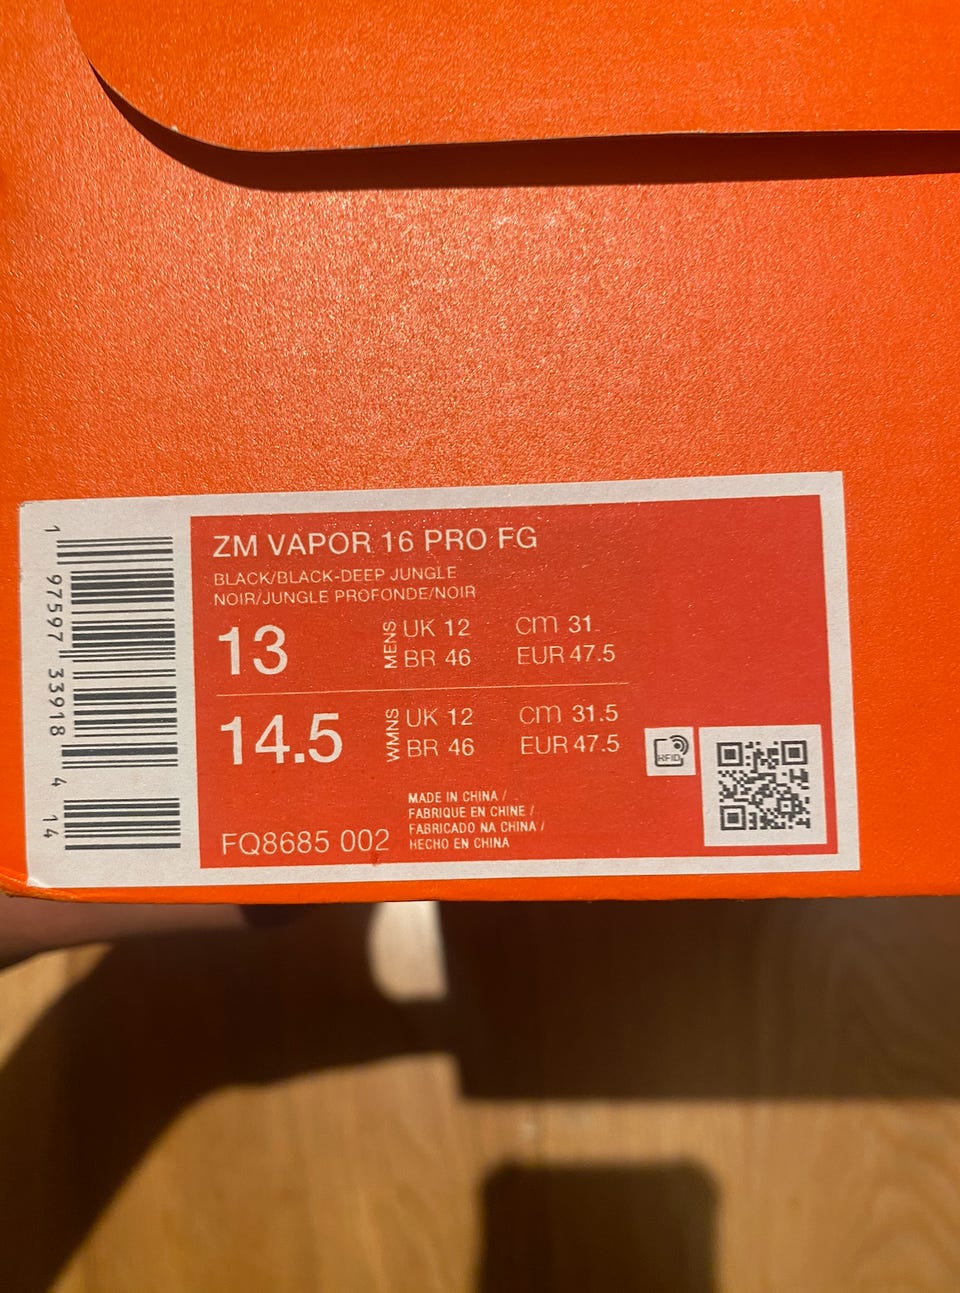 ZM VAPOR 16 PRO FG
BLACK/BLACK-DEEP JUNGLE
NOIR/JUNGLE PROFONDE/NOIR
13 MENS UK 12 cm 31
BR 46 EUR 47.5
14.5 WMNS UK 12 cm 31.5
BR 46 EUR 47.5
RFID
MADE IN CHINA /
FABRIQUE EN CHINE /
FABRICADO NA CHINA /
HECHO EN CHINA
FQ8685 002
1 97597 33918 4 14